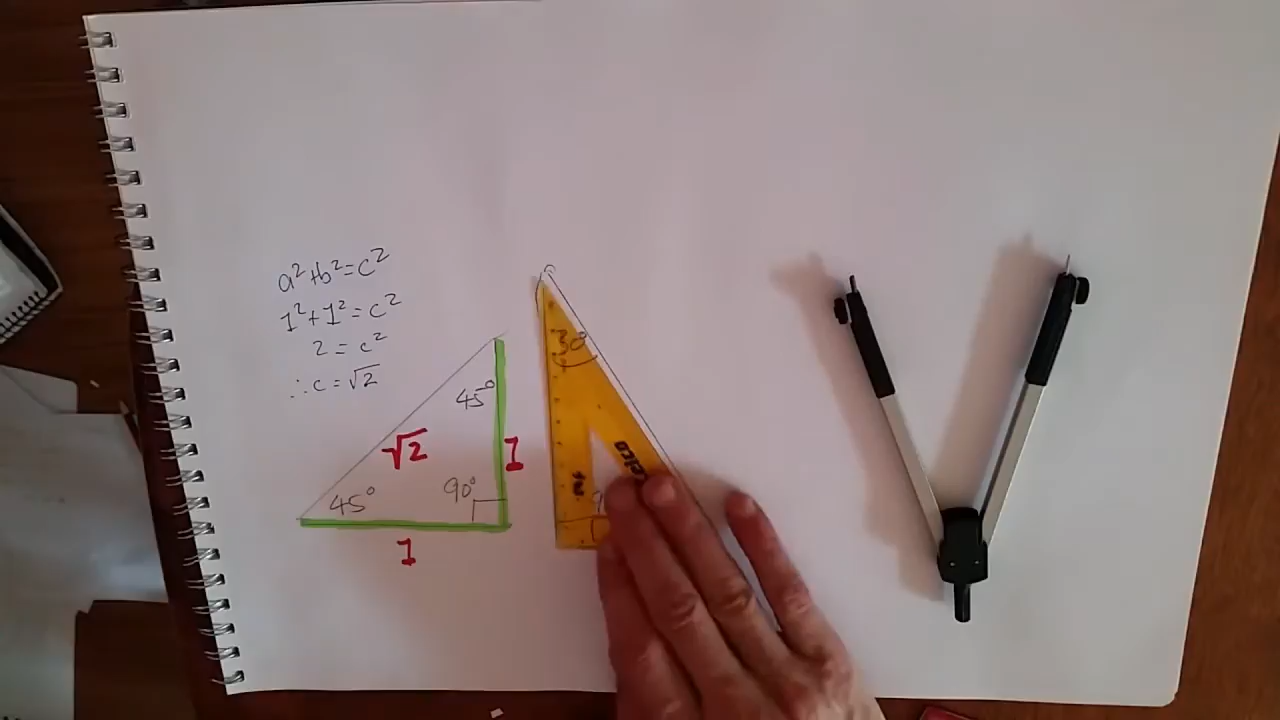 a²+b²=c²
1²+1²=c²
2 = c²
∴c=√2
45°
√2
1
90°
45°
1
30°